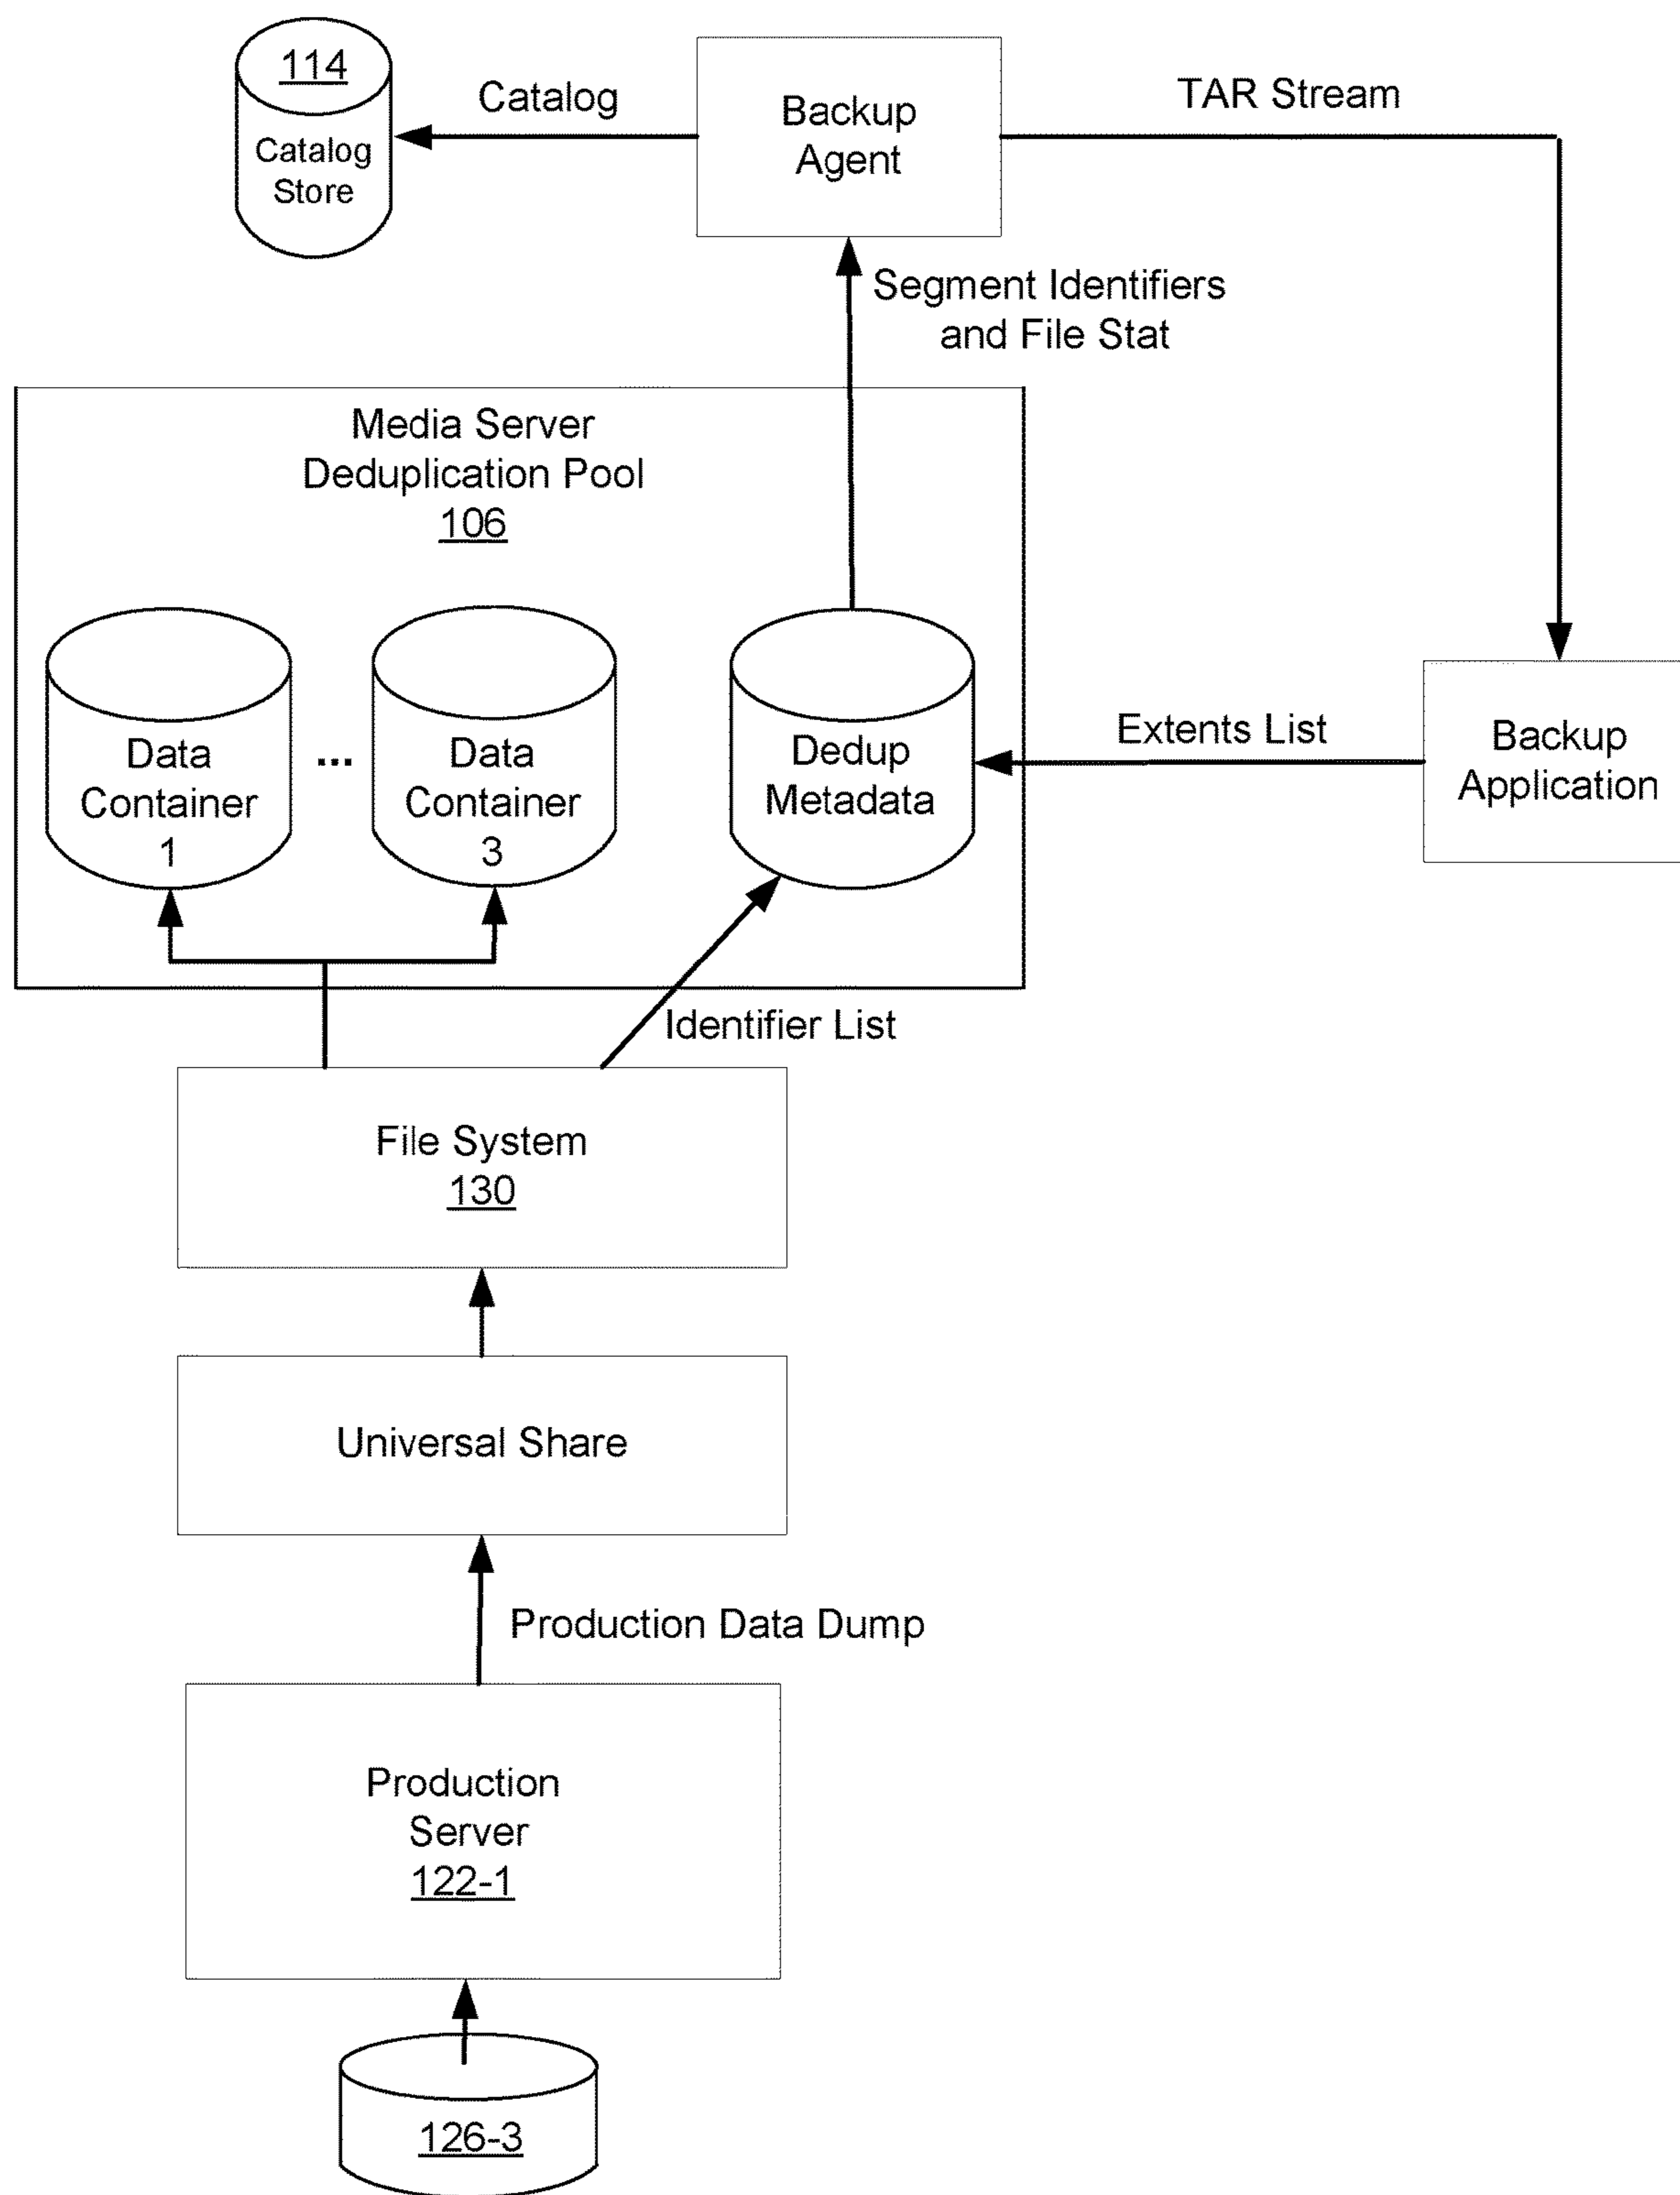 114
Catalog
Store
Catalog
Backup
Agent
TAR Stream
Segment Identifiers
and File Stat
Media Server
Deduplication Pool
106
Data
Container
1
...
Data
Container
3
Dedup
Metadata
Extents List
Backup
Application
Identifier List
File System
130
Universal Share
Production Data Dump
Production
Server
122-1
126-3